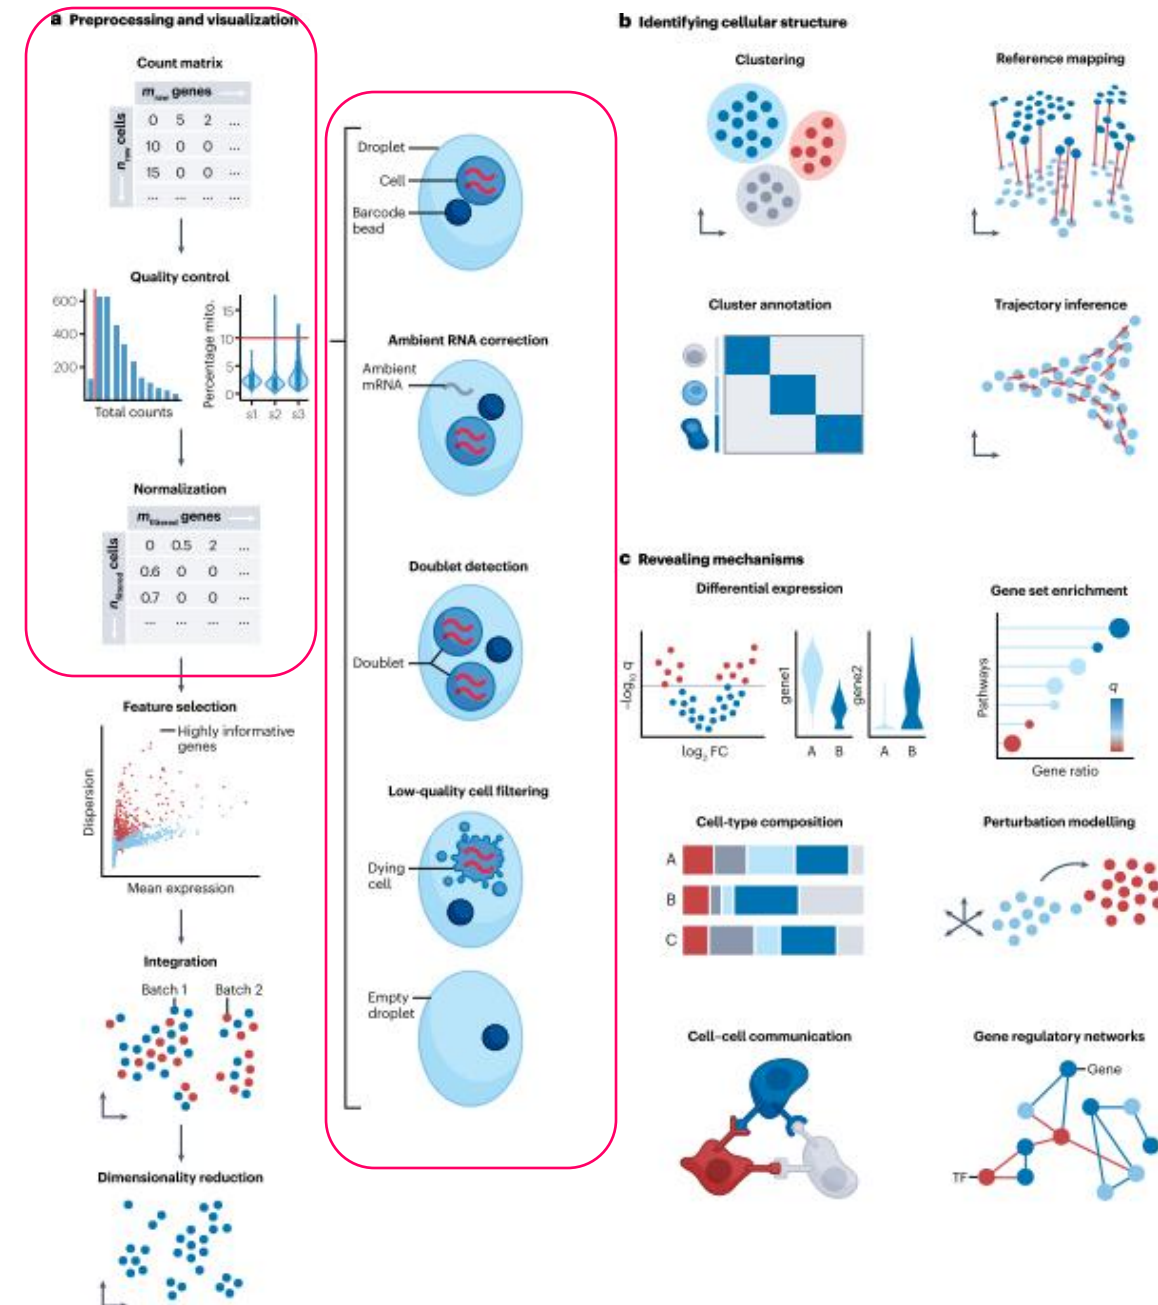 a Preprocessing and visualization
Count matrix
m raw genes
n raw cells
0 5 2 ...
10 0 0 ...
15 0 0 ...
... ... ... ...
Quality control
600
400
200
Total counts
Percentage mito.
15
10
5
0
s1 s2 s3
Normalization
m filtered genes
n filtered cells
0 0.5 2 ...
0.6 0 0 ...
0.7 0 0 ...
... ... ... ...
Feature selection
Highly informative
genes
Dispersion
Mean expression
Integration
Batch 1 Batch 2
Dimensionality reduction
Droplet
Cell
Barcode
bead
Ambient RNA correction
Ambient
mRNA
Doublet detection
Doublet
Low-quality cell filtering
Dying
cell
Empty
droplet
b Identifying cellular structure
Clustering
Reference mapping
Cluster annotation
Trajectory inference
c Revealing mechanisms
Differential expression
–log10 q
log2 FC
gene1
A B
gene2
A B
Gene set enrichment
Pathways
q
Gene ratio
Cell-type composition
A
B
C
Perturbation modelling
Cell–cell communication
Gene regulatory networks
Gene
TF